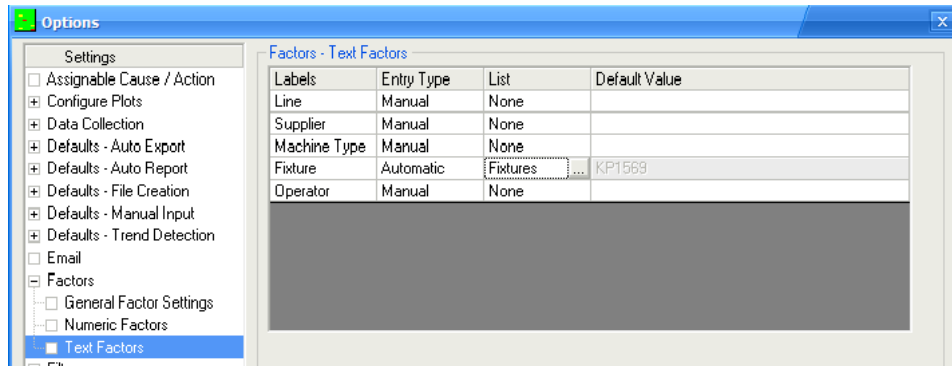 Options
Settings
Assignable Cause / Action
Configure Plots
Data Collection
Defaults - Auto Export
Defaults - Auto Report
Defaults - File Creation
Defaults - Manual Input
Defaults - Trend Detection
Email
Factors
General Factor Settings
Numeric Factors
Text Factors
Factors - Text Factors
Labels Entry Type List Default Value
Line Manual None
Supplier Manual None
Machine Type Manual None
Fixture Automatic Fixtures ... KP1569
Operator Manual None